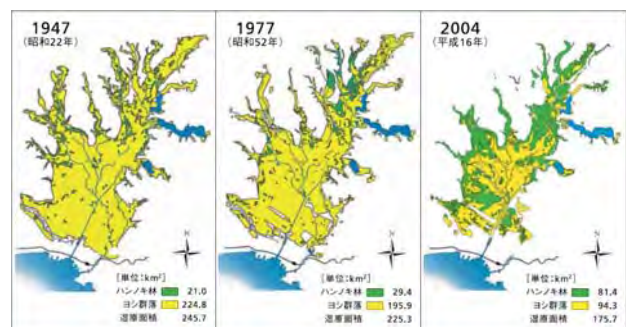 1947
(昭和22年)
[単位:km²]
ハンノキ林 21.0
ヨシ群落 224.8
湿原面積 245.7
1977
(昭和52年)
[単位:km²]
ハンノキ林 29.4
ヨシ群落 195.9
湿原面積 225.3
2004
(平成16年)
[単位:km²]
ハンノキ林 81.4
ヨシ群落 94.3
湿原面積 175.7